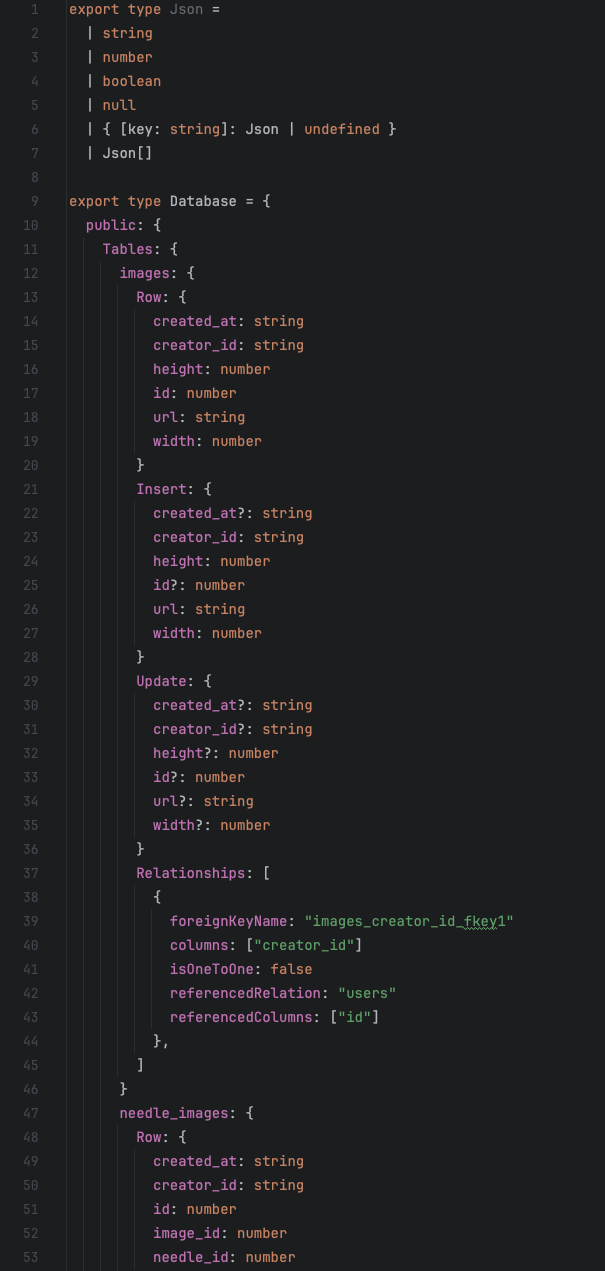 1 export type Json =
2   | string
3   | number
4   | boolean
5   | null
6   | { [key: string]: Json | undefined }
7   | Json[]
8
9 export type Database = {
10   public: {
11     Tables: {
12       images: {
13         Row: {
14           created_at: string
15           creator_id: string
16           height: number
17           id: number
18           url: string
19           width: number
20         }
21         Insert: {
22           created_at?: string
23           creator_id: string
24           height: number
25           id?: number
26           url: string
27           width: number
28         }
29         Update: {
30           created_at?: string
31           creator_id?: string
32           height?: number
33           id?: number
34           url?: string
35           width?: number
36         }
37         Relationships: [
38           {
39             foreignKeyName: "images_creator_id_fkey1"
40             columns: ["creator_id"]
41             isOneToOne: false
42             referencedRelation: "users"
43             referencedColumns: ["id"]
44           },
45         ]
46       }
47       needle_images: {
48         Row: {
49           created_at: string
50           creator_id: string
51           id: number
52           image_id: number
53           needle_id: number